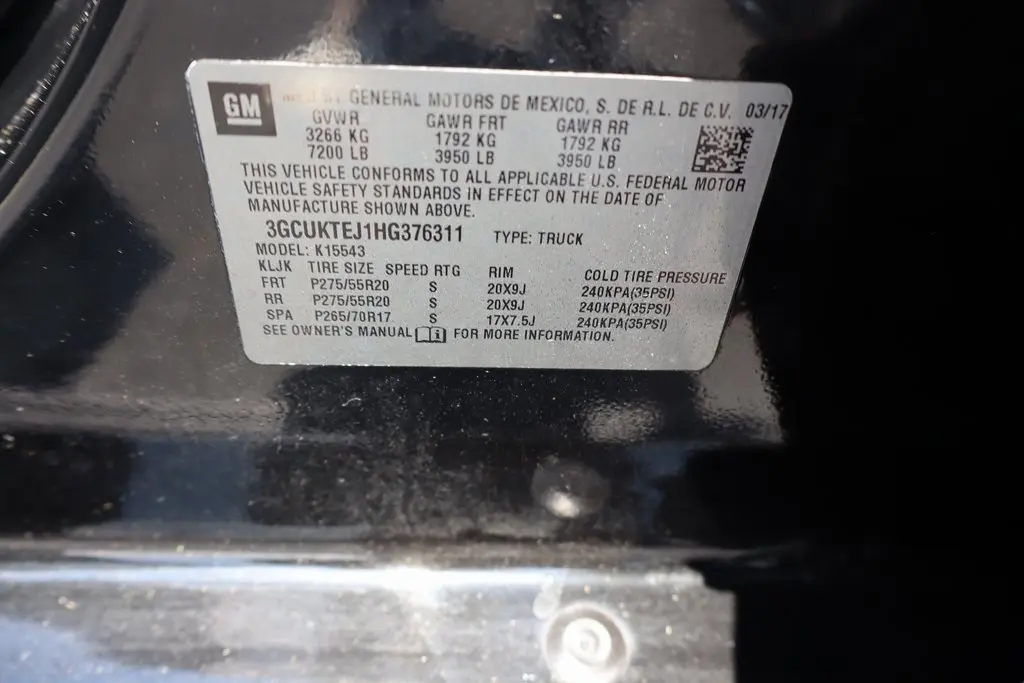 GM
GENERAL MOTORS DE MEXICO, S. DE R.L. DE C.V. 03/17
GVWR GAWR FRT GAWR RR
3266 KG 1792 KG 1792 KG
7200 LB 3950 LB 3950 LB
THIS VEHICLE CONFORMS TO ALL APPLICABLE U.S. FEDERAL MOTOR
VEHICLE SAFETY STANDARDS IN EFFECT ON THE DATE OF
MANUFACTURE SHOWN ABOVE.
3GCUKTEJ1HG376311 TYPE: TRUCK
MODEL: K15543
KLJK TIRE SIZE SPEED RTG RIM COLD TIRE PRESSURE
FRT P275/55R20 S 20X9J 240KPA(35PSI)
RR P275/55R20 S 20X9J 240KPA(35PSI)
SPA P265/70R17 S 17X7.5J 240KPA(35PSI)
SEE OWNER'S MANUAL FOR MORE INFORMATION.